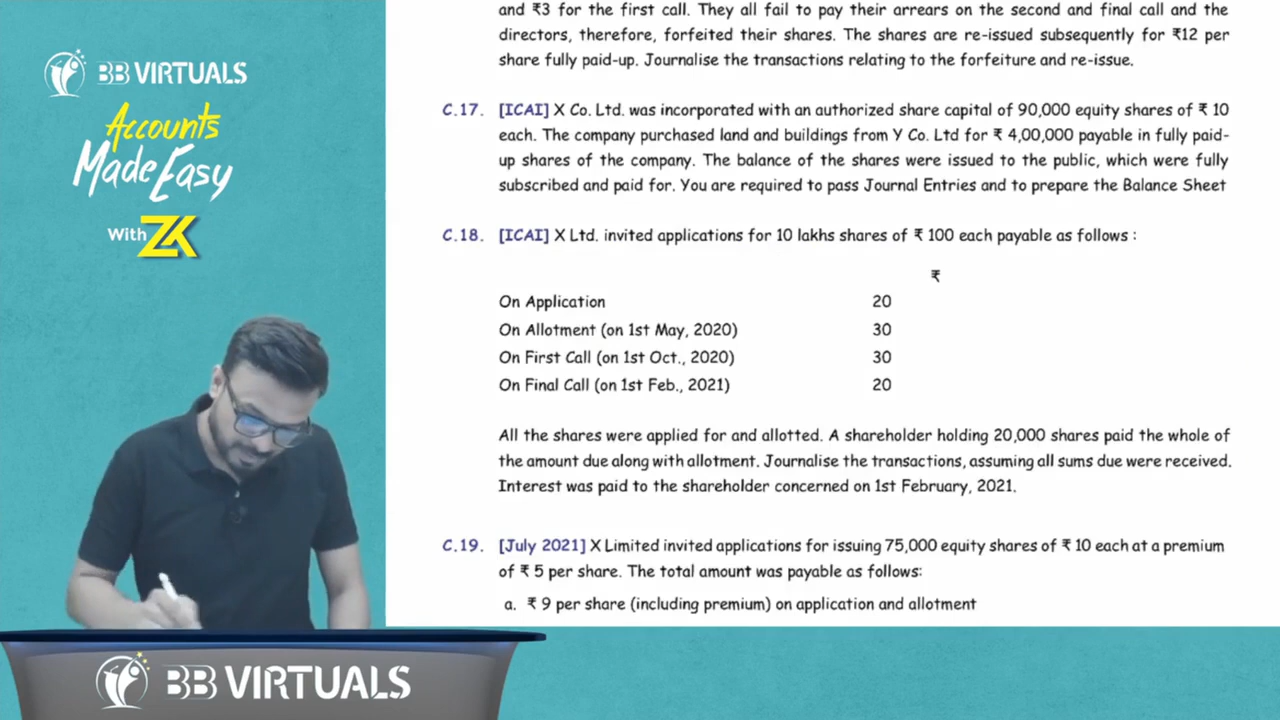 BB VIRTUALS
Accounts
Made Easy
With ZK
and ₹3 for the first call. They all fail to pay their arrears on the second and final call and the
directors, therefore, forfeited their shares. The shares are re-issued subsequently for ₹12 per
share fully paid-up. Journalise the transactions relating to the forfeiture and re-issue.
C.17. [ICAI] X Co. Ltd. was incorporated with an authorized share capital of 90,000 equity shares of ₹ 10
each. The company purchased land and buildings from Y Co. Ltd for ₹ 4,00,000 payable in fully paid-
up shares of the company. The balance of the shares were issued to the public, which were fully
subscribed and paid for. You are required to pass Journal Entries and to prepare the Balance Sheet
C.18. [ICAI] X Ltd. invited applications for 10 lakhs shares of ₹ 100 each payable as follows :
₹
On Application 20
On Allotment (on 1st May, 2020) 30
On First Call (on 1st Oct., 2020) 30
On Final Call (on 1st Feb., 2021) 20
All the shares were applied for and allotted. A shareholder holding 20,000 shares paid the whole of
the amount due along with allotment. Journalise the transactions, assuming all sums due were received.
Interest was paid to the shareholder concerned on 1st February, 2021.
C.19. [July 2021] X Limited invited applications for issuing 75,000 equity shares of ₹ 10 each at a premium
of ₹ 5 per share. The total amount was payable as follows:
a. ₹ 9 per share (including premium) on application and allotment
BB VIRTUALS